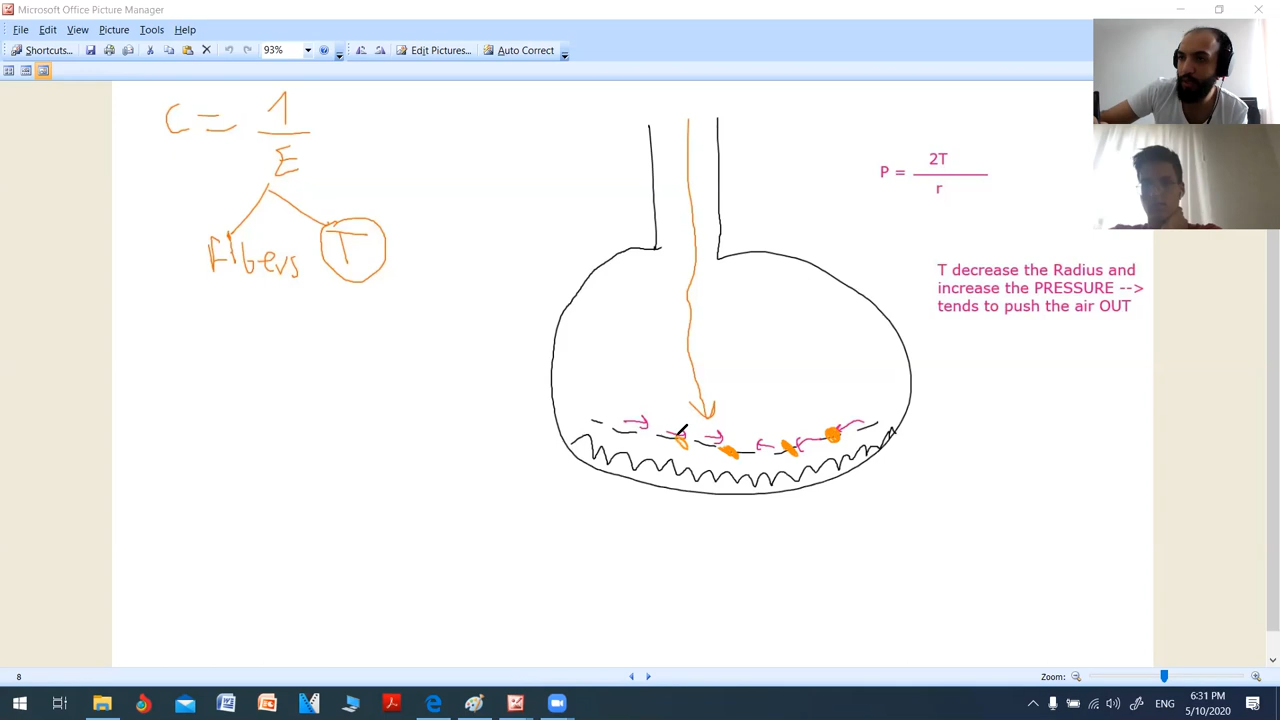 Microsoft Office Picture Manager
File Edit View Picture Tools Help
Shortcuts... 93% Edit Pictures... Auto Correct
C = 1
E
Fibers T
P = 2T
r
T decrease the Radius and
increase the PRESSURE -->
tends to push the air OUT
8
Zoom:
ENG
6:31 PM
5/10/2020